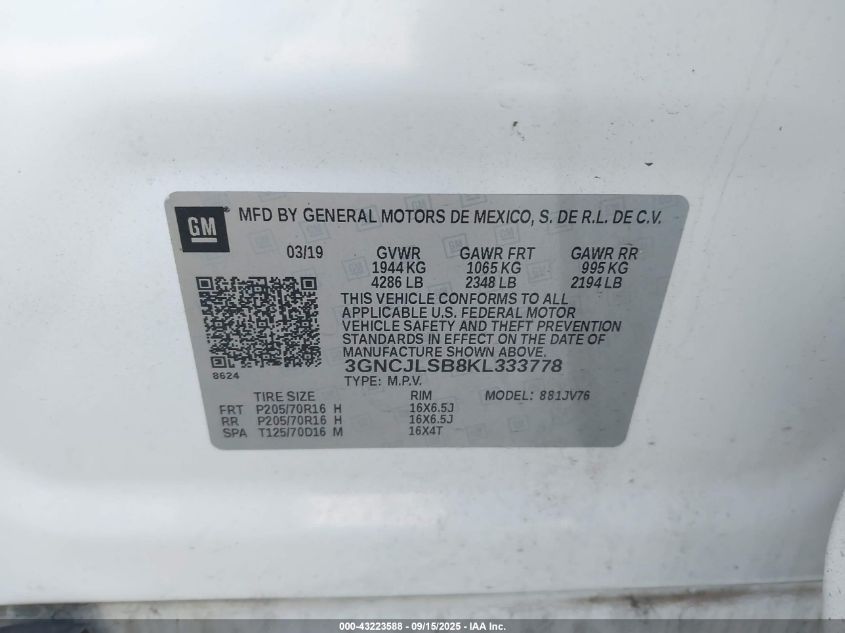 GM
MFD BY GENERAL MOTORS DE MEXICO, S. DE R.L. DE C.V.
03/19 GVWR GAWR FRT GAWR RR
1944 KG 1065 KG 995 KG
4286 LB 2348 LB 2194 LB
THIS VEHICLE CONFORMS TO ALL
APPLICABLE U.S. FEDERAL MOTOR
VEHICLE SAFETY AND THEFT PREVENTION
STANDARDS IN EFFECT ON THE DATE OF
MANUFACTURE SHOWN ABOVE.
3GNCJLSB8KL333778
8624
TYPE: M.P.V.
TIRE SIZE RIM MODEL: 881JV76
FRT P205/70R16 H 16X6.5J
RR P205/70R16 H 16X6.5J
SPA T125/70D16 M 16X4T
000-43223588 - 09/15/2025 - IAA Inc.